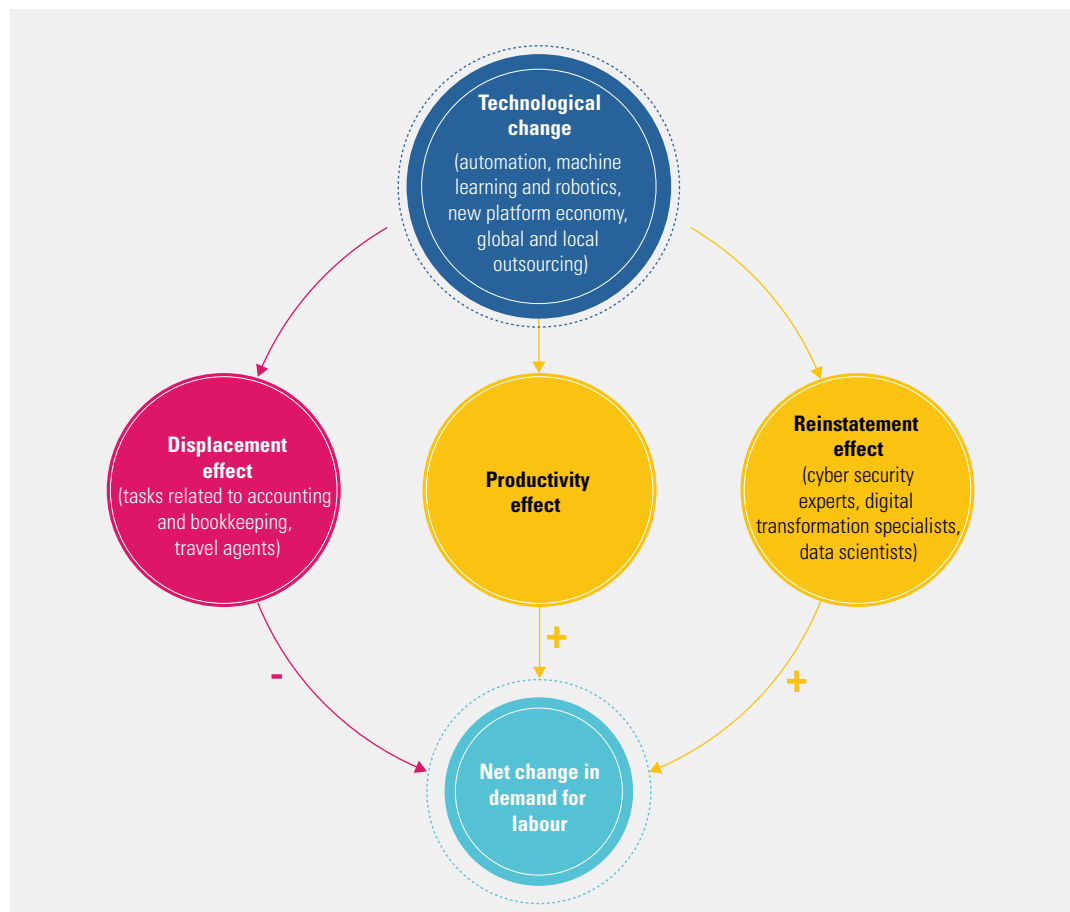 Technological
change
(automation, machine
learning and robotics,
new platform economy,
global and local
outsourcing)
Displacement
effect
(tasks related to accounting
and bookkeeping,
travel agents)
Productivity
effect
Reinstatement
effect
(cyber security
experts, digital
transformation specialists,
data scientists)
-
+
+
Net change in
demand for
labour